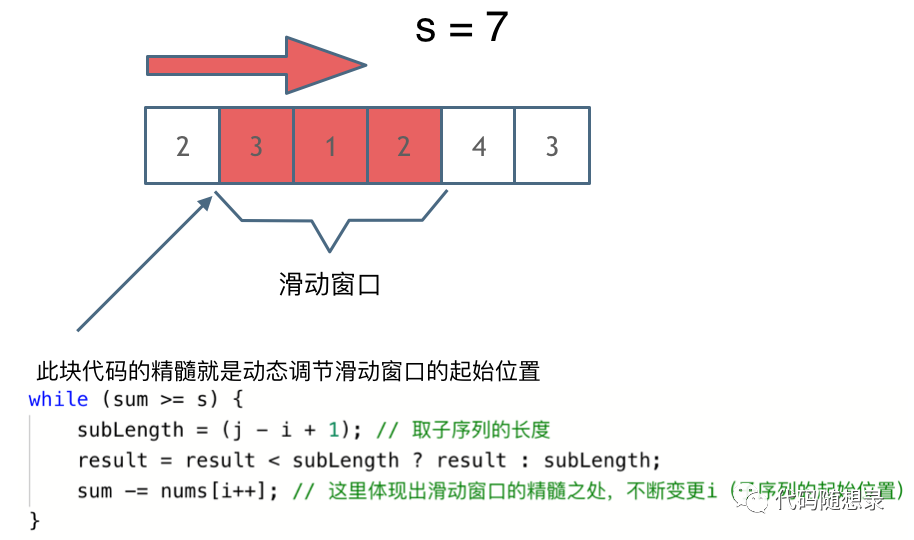 s = 7
2 3 1 2 4 3
滑动窗口
此块代码的精髓就是动态调节滑动窗口的起始位置
while (sum >= s) {
subLength = (j - i + 1); // 取子序列的长度
result = result < subLength ? result : subLength;
sum -= nums[i++]; // 这里体现出滑动窗口的精髓之处，不断变更i（子序列的起始位置）
}
代码随想录